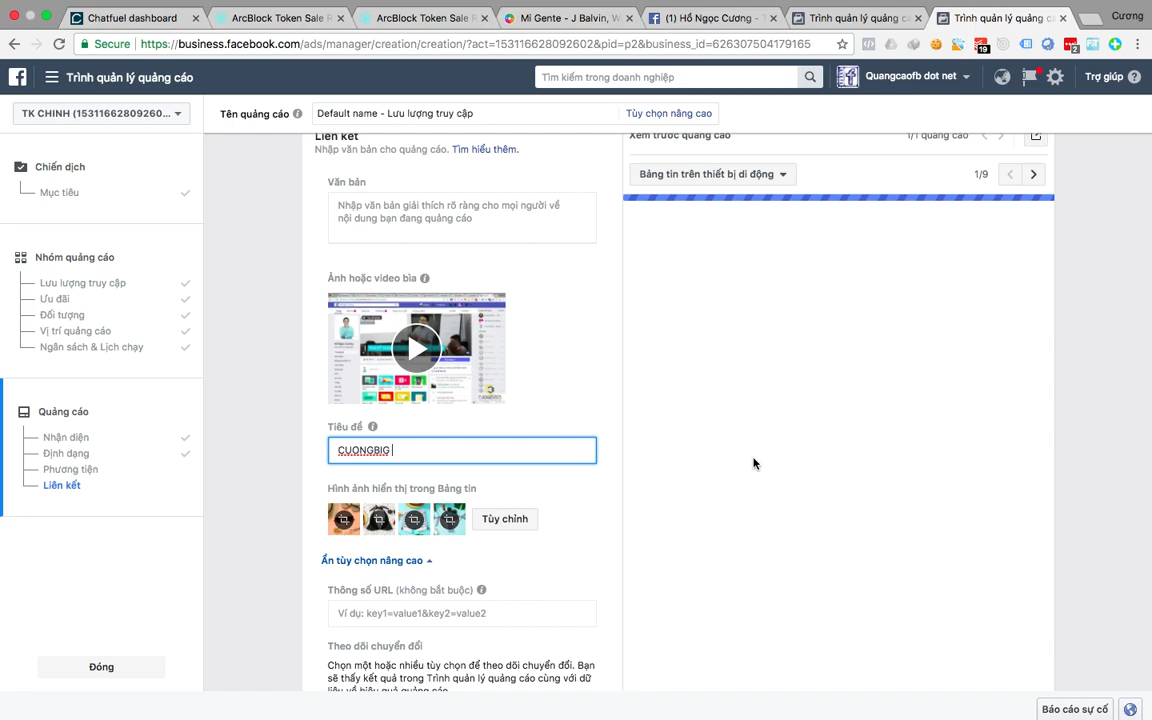 Chatfuel dashboard
ArcBlock Token Sale R
ArcBlock Token Sale R
Mi Gente - J Balvin, W
(1) Hồ Ngọc Cương - T
Trình quản lý quảng cá
Trình quản lý quảng cá
Cương
Secure
https://business.facebook.com/ads/manager/creation/creation/?act=153116628092602&pid=p2&business_id=626307504179165
19
2
Trình quản lý quảng cáo
Tìm kiếm trong doanh nghiệp
Quangcaofb dot net
Trợ giúp
TK CHINH (15311662809260...
Tên quảng cáo
Default name - Lưu lượng truy cập
Tùy chọn nâng cao
Chiến dịch
Mục tiêu
Nhóm quảng cáo
Lưu lượng truy cập
Ưu đãi
Đối tượng
Vị trí quảng cáo
Ngân sách & Lịch chạy
Quảng cáo
Nhận diện
Định dạng
Phương tiện
Liên kết
Đóng
Liên kết
Nhập văn bản cho quảng cáo. Tìm hiểu thêm.
Văn bản
Nhập văn bản giải thích rõ ràng cho mọi người về
nội dung bạn đang quảng cáo
Ảnh hoặc video bìa
Tiêu đề
CUONGBIG
Hình ảnh hiển thị trong Bảng tin
Tùy chỉnh
Ẩn tùy chọn nâng cao
Thông số URL (không bắt buộc)
Ví dụ: key1=value1&key2=value2
Theo dõi chuyển đổi
Chọn một hoặc nhiều tùy chọn để theo dõi chuyển đổi. Bạn
sẽ thấy kết quả trong Trình quản lý quảng cáo cùng với dữ
liệu về hiệu quả quảng cáo.
Xem trước quảng cáo
1/1 quảng cáo
Bảng tin trên thiết bị di động
1/9
Báo cáo sự cố